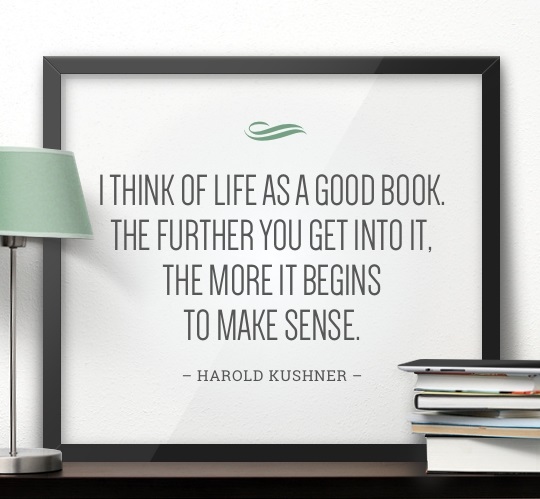 I THINK OF LIFE AS A GOOD BOOK.
THE FURTHER YOU GET INTO IT,
THE MORE IT BEGINS
TO MAKE SENSE.
– HAROLD KUSHNER –